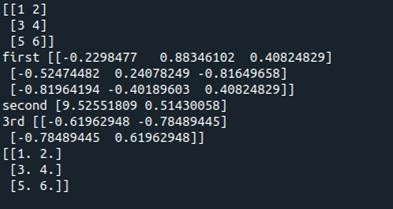 [[1 2]
 [3 4]
 [5 6]]
first [[-0.2298477   0.88346102  0.40824829]
 [-0.52474482  0.24078249 -0.81649658]
 [-0.81964194 -0.40189603  0.40824829]]
second [9.52551809 0.51430058]
3rd [[-0.61962948 -0.78489445]
 [-0.78489445  0.61962948]]
[[1. 2.]
 [3. 4.]
 [5. 6.]]